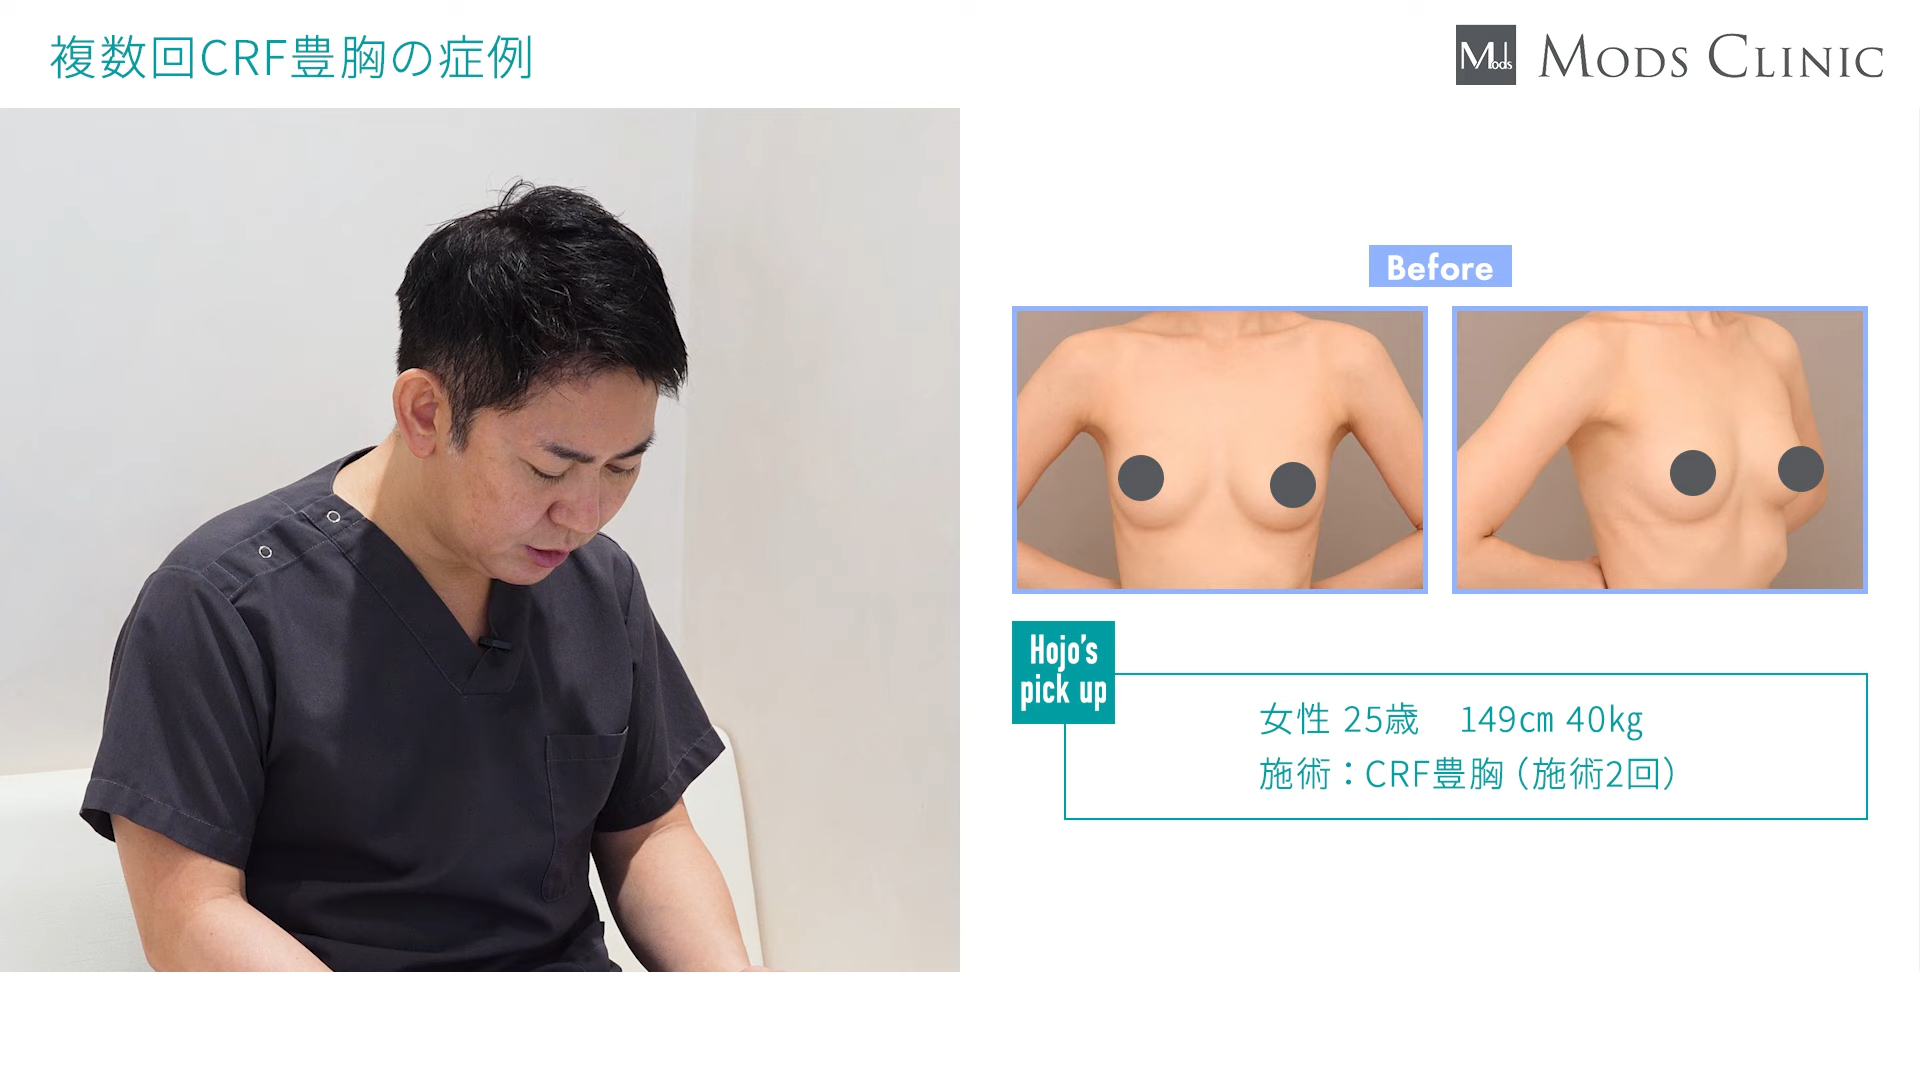 複数回CRF豊胸の症例
Mods
MODS CLINIC
Before
Hojo's
pick up
女性 25歳　149㎝ 40㎏
施術：CRF豊胸（施術2回）